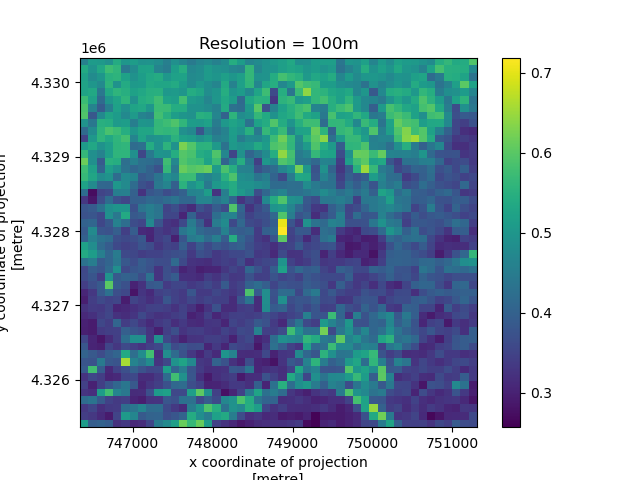 Resolution = 100m
1e6
4.330
4.329
4.328
4.327
4.326
y coordinate of projection
[metre]
747000 748000 749000 750000 751000
x coordinate of projection
[metre]
0.7
0.6
0.5
0.4
0.3